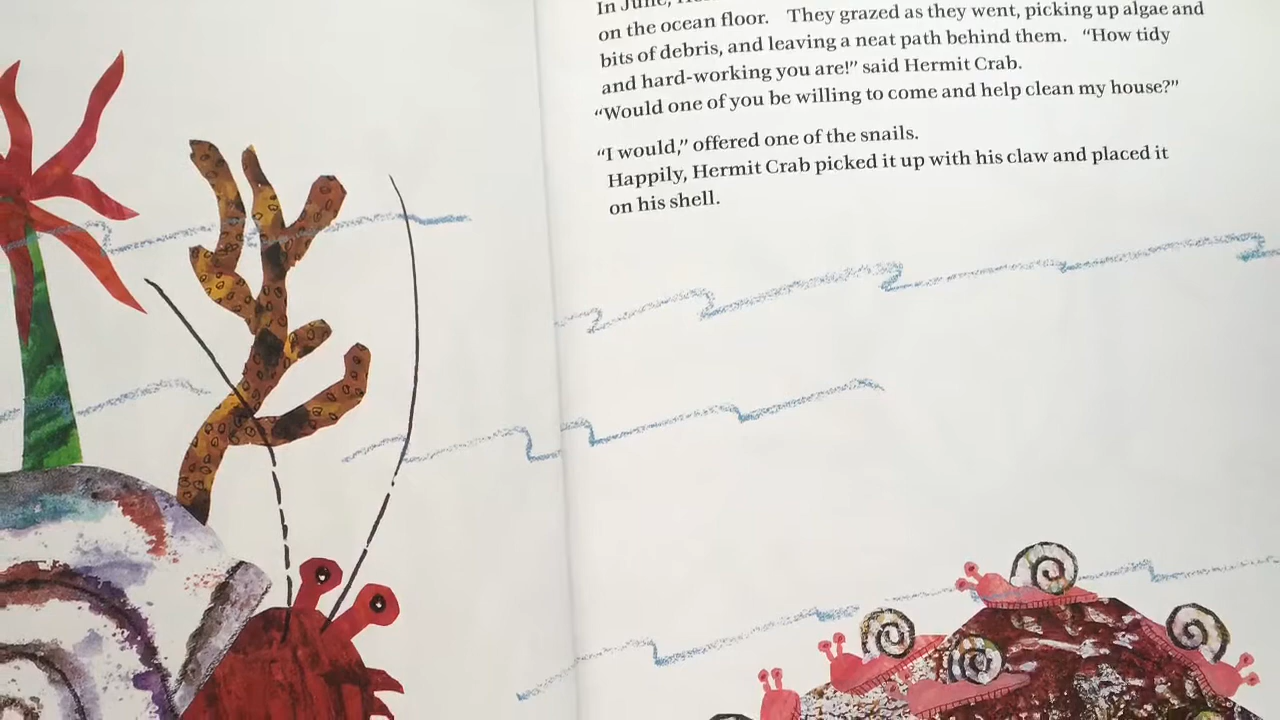 In June,
on the ocean floor. They grazed as they went, picking up algae and
bits of debris, and leaving a neat path behind them. “How tidy
and hard-working you are!” said Hermit Crab.
“Would one of you be willing to come and help clean my house?”
“I would,” offered one of the snails.
Happily, Hermit Crab picked it up with his claw and placed it
on his shell.